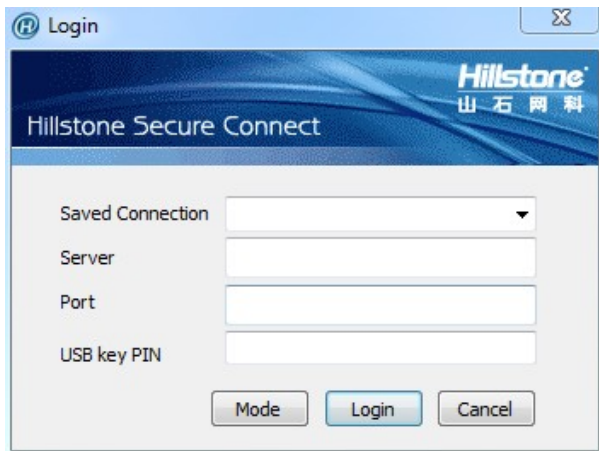 Login
Hillstone
山石网科
Hillstone Secure Connect
Saved Connection
Server
Port
USB key PIN
Mode Login Cancel